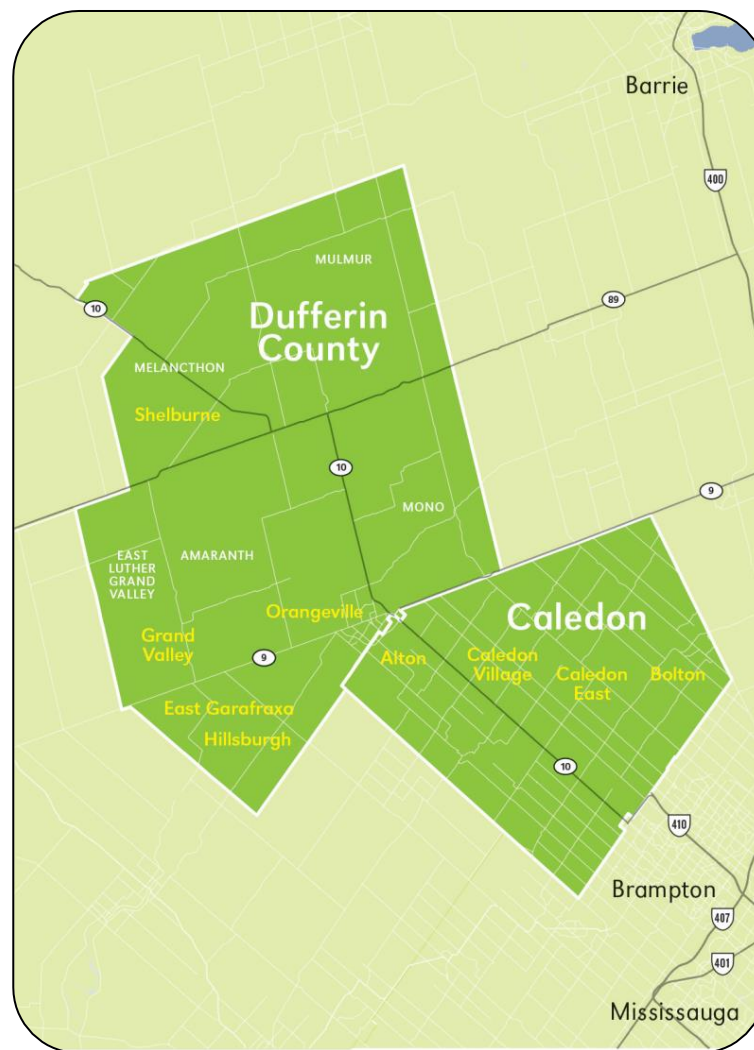 Barrie
400
MULMUR
89
10
Dufferin
County
MELANCTHON
Shelburne
10
9
MONO
EAST
LUTHER
GRAND
VALLEY
AMARANTH
Orangeville
Caledon
Grand
Valley
9
Alton
Caledon
Village
Caledon
East
Bolton
East Garafraxa
Hillsburgh
10
410
Brampton
407
401
Mississauga